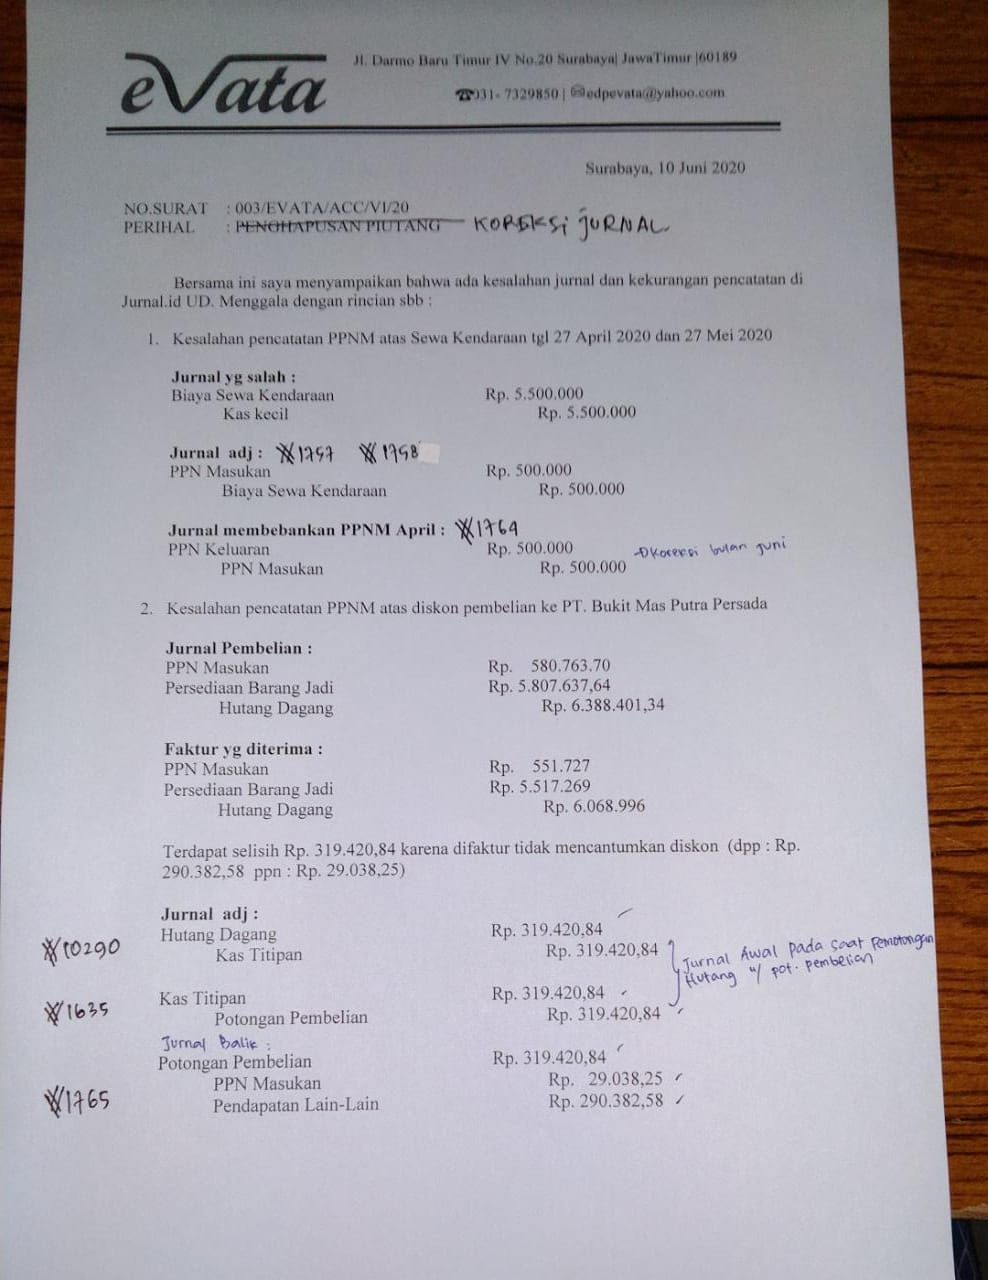 eVata
Jl. Darmo Baru Timur IV No.20 Surabaya| JawaTimur |60189
☎031- 7329850 | ✉edpevata@yahoo.com
Surabaya, 10 Juni 2020
NO.SURAT : 003/EVATA/ACC/VI/20
PERIHAL : PENGHAPUSAN PIUTANG KOREKSI JURNAL
Bersama ini saya menyampaikan bahwa ada kesalahan jurnal dan kekurangan pencatatan di
Jurnal.id UD. Menggala dengan rincian sbb :
1. Kesalahan pencatatan PPNM atas Sewa Kendaraan tgl 27 April 2020 dan 27 Mei 2020
Jurnal yg salah :
Biaya Sewa Kendaraan Rp. 5.500.000
Kas kecil Rp. 5.500.000
Jurnal adj : #1757 #1758
PPN Masukan Rp. 500.000
Biaya Sewa Kendaraan Rp. 500.000
Jurnal membebankan PPNM April : #1764
PPN Keluaran Rp. 500.000 Dkoreksi bulan juni
PPN Masukan Rp. 500.000
2. Kesalahan pencatatan PPNM atas diskon pembelian ke PT. Bukit Mas Putra Persada
Jurnal Pembelian :
PPN Masukan Rp. 580.763.70
Persediaan Barang Jadi Rp. 5.807.637,64
Hutang Dagang Rp. 6.388.401,34
Faktur yg diterima :
PPN Masukan Rp. 551.727
Persediaan Barang Jadi Rp. 5.517.269
Hutang Dagang Rp. 6.068.996
Terdapat selisih Rp. 319.420,84 karena difaktur tidak mencantumkan diskon (dpp : Rp.
290.382,58 ppn : Rp. 29.038,25)
Jurnal adj :
Hutang Dagang Rp. 319.420,84
#10290 Kas Titipan Rp. 319.420,84
Jurnal Awal pada saat pemotongan
Hutang w/ pot. pembelian
Kas Titipan Rp. 319.420,84
#1635 Potongan Pembelian Rp. 319.420,84
Jurnal Balik :
Potongan Pembelian Rp. 319.420,84
PPN Masukan Rp. 29.038,25
#1765 Pendapatan Lain-Lain Rp. 290.382,58